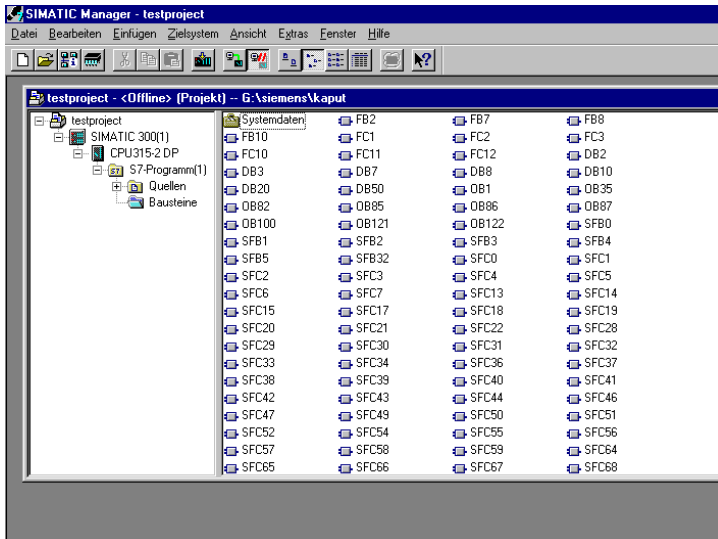 SIMATIC Manager - testproject
Datei Bearbeiten Einfügen Zielsystem Ansicht Extras Fenster Hilfe
testproject - <Offline> (Projekt) -- G:\siemens\kaput
testproject
SIMATIC 300(1)
CPU315-2 DP
S7-Programm(1)
Quellen
Bausteine
Systemdaten FB2 FB7 FB8
FB10 FC1 FC2 FC3
FC10 FC11 FC12 DB2
DB3 DB7 DB8 DB10
DB20 DB50 OB1 OB35
OB82 OB85 OB86 OB87
OB100 OB121 OB122 SFB0
SFB1 SFB2 SFB3 SFB4
SFB5 SFB32 SFC0 SFC1
SFC2 SFC3 SFC4 SFC5
SFC6 SFC7 SFC13 SFC14
SFC15 SFC17 SFC18 SFC19
SFC20 SFC21 SFC22 SFC28
SFC29 SFC30 SFC31 SFC32
SFC33 SFC34 SFC36 SFC37
SFC38 SFC39 SFC40 SFC41
SFC42 SFC43 SFC44 SFC46
SFC47 SFC49 SFC50 SFC51
SFC52 SFC54 SFC55 SFC56
SFC57 SFC58 SFC59 SFC64
SFC65 SFC66 SFC67 SFC68